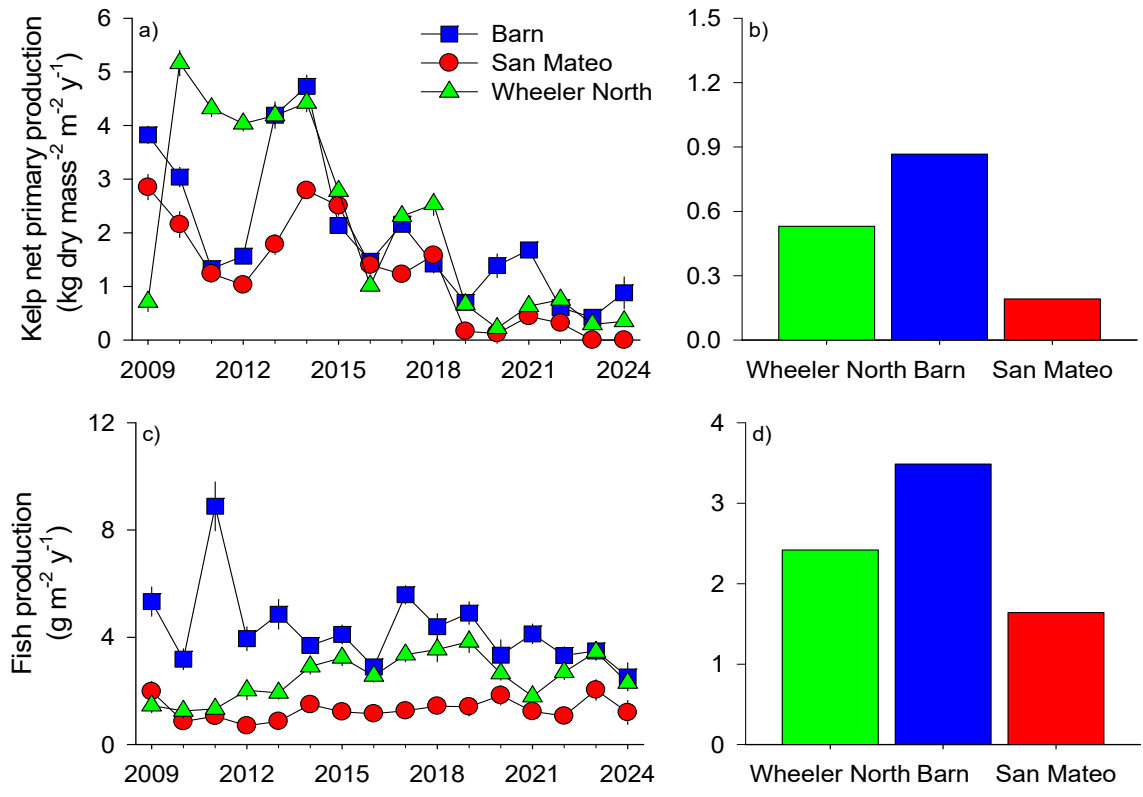 a)
Barn
San Mateo
Wheeler North
Kelp net primary production
(kg dry mass⁻² m⁻² y⁻¹)
6
5
4
3
2
1
0
2009 2012 2015 2018 2021 2024
b)
1.5
1.2
0.9
0.6
0.3
0.0
Wheeler North Barn San Mateo
c)
Fish production
(g m⁻² y⁻¹)
12
8
4
0
2009 2012 2015 2018 2021 2024
d)
4
3
2
1
0
Wheeler North Barn San Mateo